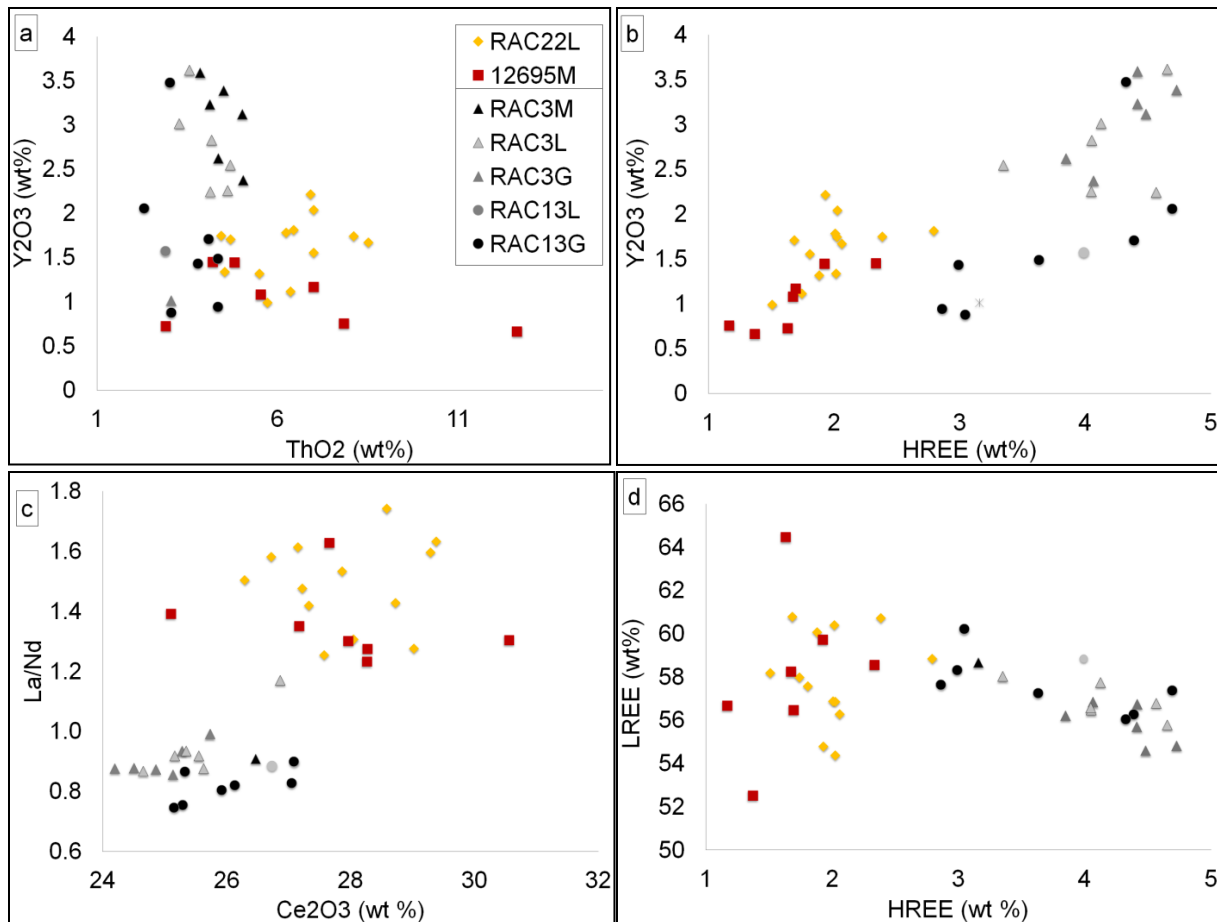 a
4
3.5
3
2.5
2
1.5
1
0.5
0
Y2O3 (wt%)
1 6 11
ThO2 (wt%)
RAC22L
12695M
RAC3M
RAC3L
RAC3G
RAC13L
RAC13G
b
4
3.5
3
2.5
2
1.5
1
0.5
0
Y2O3 (wt%)
1 2 3 4 5
HREE (wt%)
c
1.8
1.6
1.4
1.2
1.0
0.8
0.6
La/Nd
24 26 28 30 32
Ce2O3 (wt %)
d
66
64
62
60
58
56
54
52
50
LREE (wt%)
1 2 3 4 5
HREE (wt %)